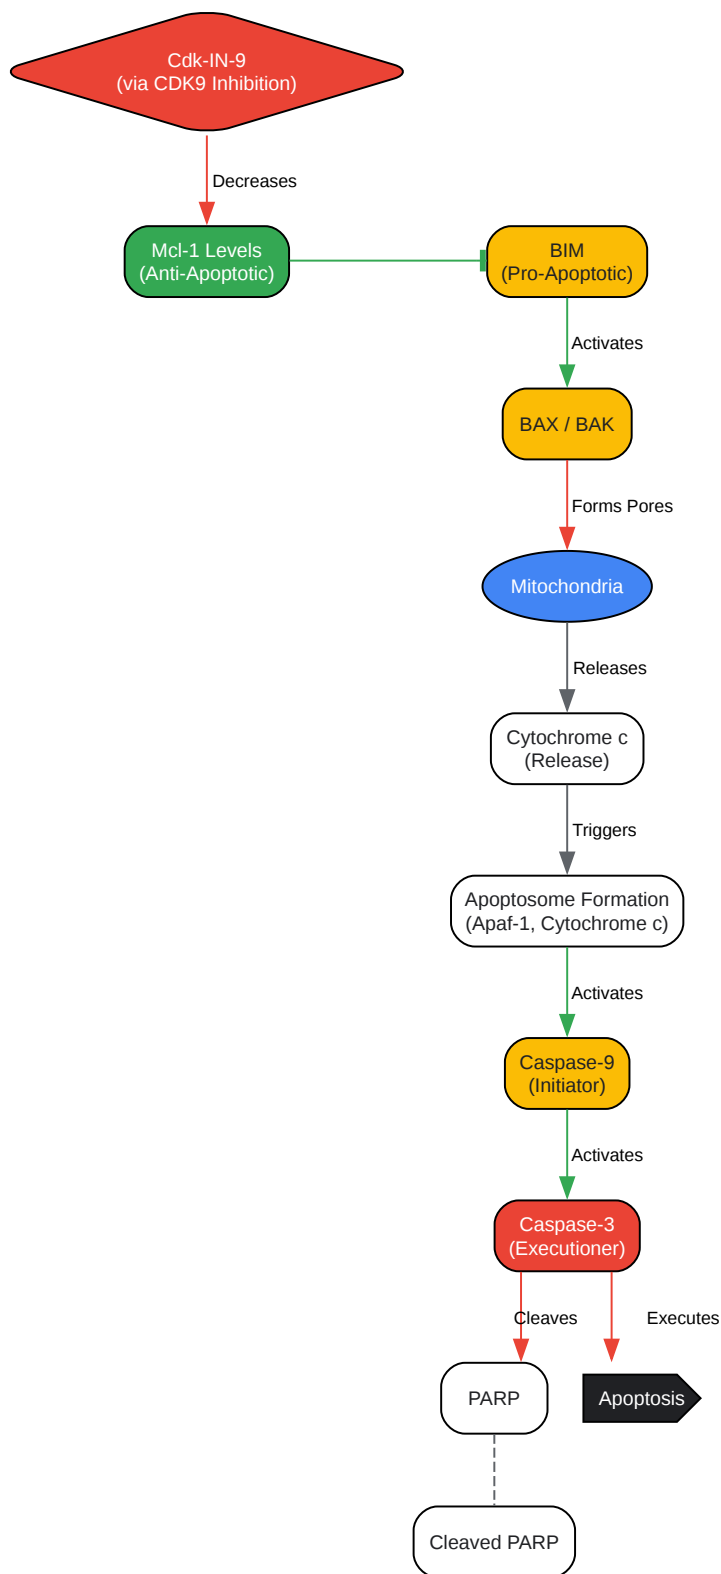 Cdk-IN-9
(via CDK9 Inhibition)
Decreases
Mcl-1 Levels
(Anti-Apoptotic)
BIM
(Pro-Apoptotic)
Activates
BAX / BAK
Forms Pores
Mitochondria
Releases
Cytochrome c
(Release)
Triggers
Apoptosome Formation
(Apaf-1, Cytochrome c)
Activates
Caspase-9
(Initiator)
Activates
Caspase-3
(Executioner)
Cleaves
Executes
PARP
Apoptosis
Cleaved PARP